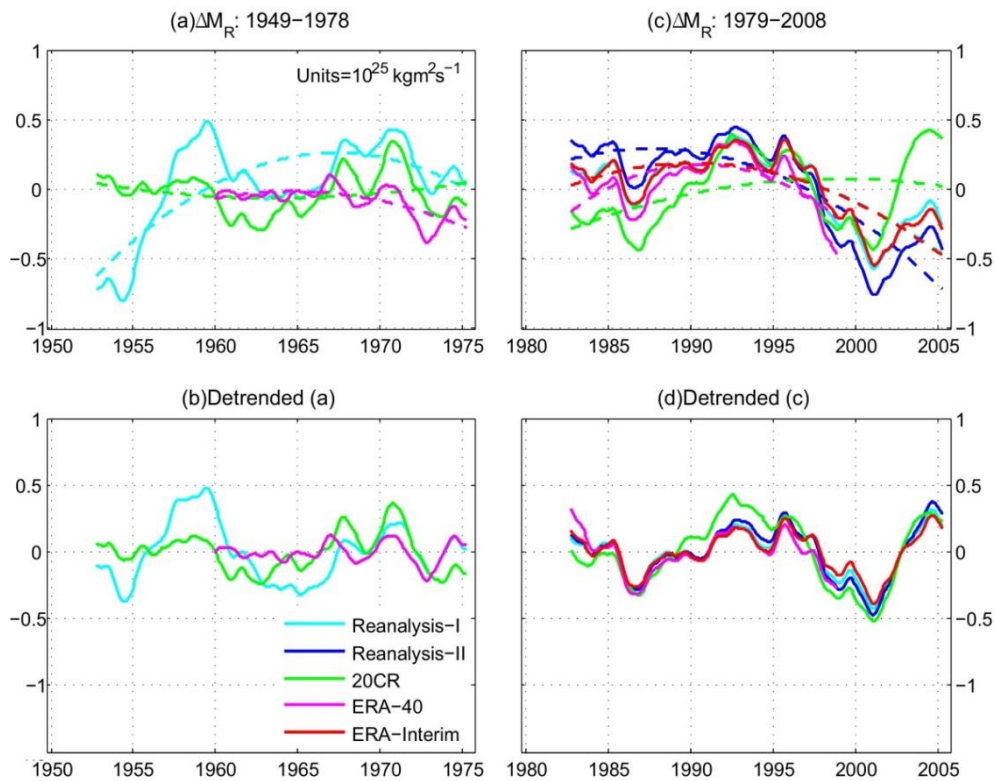 (a)ΔM_R: 1949−1978
Units=10^25 kgm^2s^−1
1
0.5
0
−0.5
−1
1950 1955 1960 1965 1970 1975
(c)ΔM_R: 1979−2008
1
0.5
0
−0.5
−1
1980 1985 1990 1995 2000 2005
(b)Detrended (a)
1
0.5
0
−0.5
−1
Reanalysis−I
Reanalysis−II
20CR
ERA−40
ERA−Interim
1950 1955 1960 1965 1970 1975
(d)Detrended (c)
1
0.5
0
−0.5
−1
1980 1985 1990 1995 2000 2005